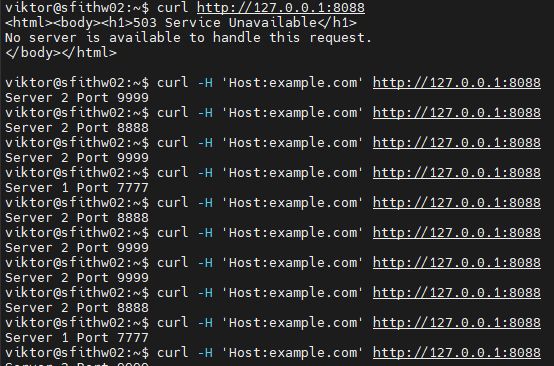 viktor@sfithw02:~$ curl http://127.0.0.1:8088
<html><body><h1>503 Service Unavailable</h1>
No server is available to handle this request.
</body></html>
viktor@sfithw02:~$ curl -H 'Host:example.com' http://127.0.0.1:8088
Server 2 Port 9999
viktor@sfithw02:~$ curl -H 'Host:example.com' http://127.0.0.1:8088
Server 2 Port 8888
viktor@sfithw02:~$ curl -H 'Host:example.com' http://127.0.0.1:8088
Server 2 Port 9999
viktor@sfithw02:~$ curl -H 'Host:example.com' http://127.0.0.1:8088
Server 1 Port 7777
viktor@sfithw02:~$ curl -H 'Host:example.com' http://127.0.0.1:8088
Server 2 Port 8888
viktor@sfithw02:~$ curl -H 'Host:example.com' http://127.0.0.1:8088
Server 2 Port 9999
viktor@sfithw02:~$ curl -H 'Host:example.com' http://127.0.0.1:8088
Server 2 Port 9999
viktor@sfithw02:~$ curl -H 'Host:example.com' http://127.0.0.1:8088
Server 2 Port 8888
viktor@sfithw02:~$ curl -H 'Host:example.com' http://127.0.0.1:8088
Server 1 Port 7777
viktor@sfithw02:~$ curl -H 'Host:example.com' http://127.0.0.1:8088
Server 2 Port 9999